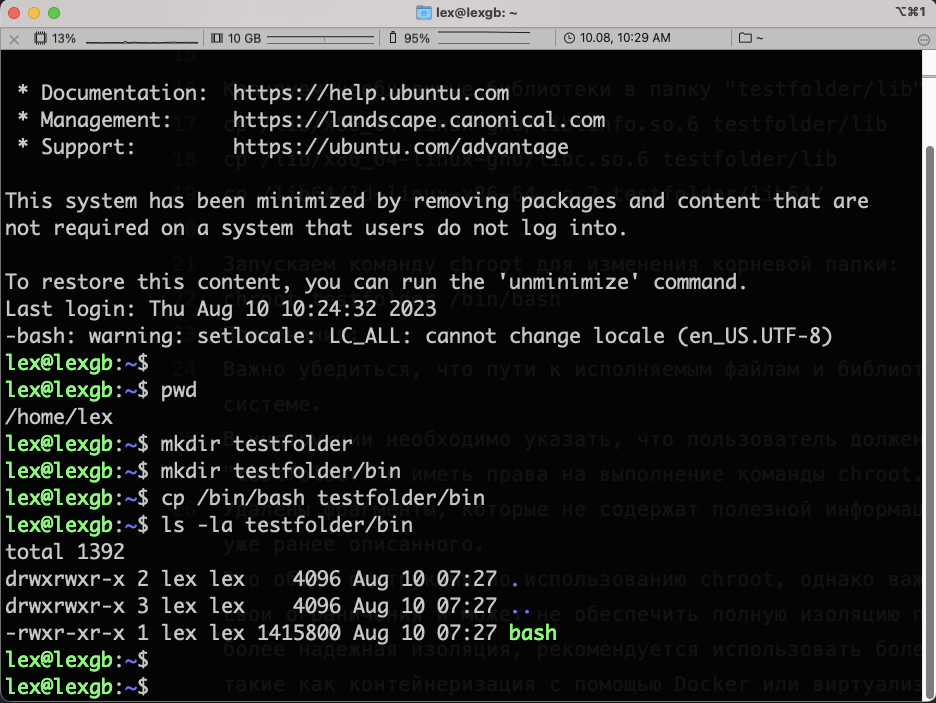 lex@lexgb: ~
⌥⌘1
13%
10 GB
95%
10.08, 10:29 AM
~
* Documentation: https://help.ubuntu.com
* Management: https://landscape.canonical.com
* Support: https://ubuntu.com/advantage
This system has been minimized by removing packages and content that are
not required on a system that users do not log into.
To restore this content, you can run the 'unminimize' command.
Last login: Thu Aug 10 10:24:32 2023
-bash: warning: setlocale: LC_ALL: cannot change locale (en_US.UTF-8)
lex@lexgb:~$
lex@lexgb:~$ pwd
/home/lex
lex@lexgb:~$ mkdir testfolder
lex@lexgb:~$ mkdir testfolder/bin
lex@lexgb:~$ cp /bin/bash testfolder/bin
lex@lexgb:~$ ls -la testfolder/bin
total 1392
drwxrwxr-x 2 lex lex 4096 Aug 10 07:27 .
drwxrwxr-x 3 lex lex 4096 Aug 10 07:27 ..
-rwxr-xr-x 1 lex lex 1415800 Aug 10 07:27 bash
lex@lexgb:~$
lex@lexgb:~$